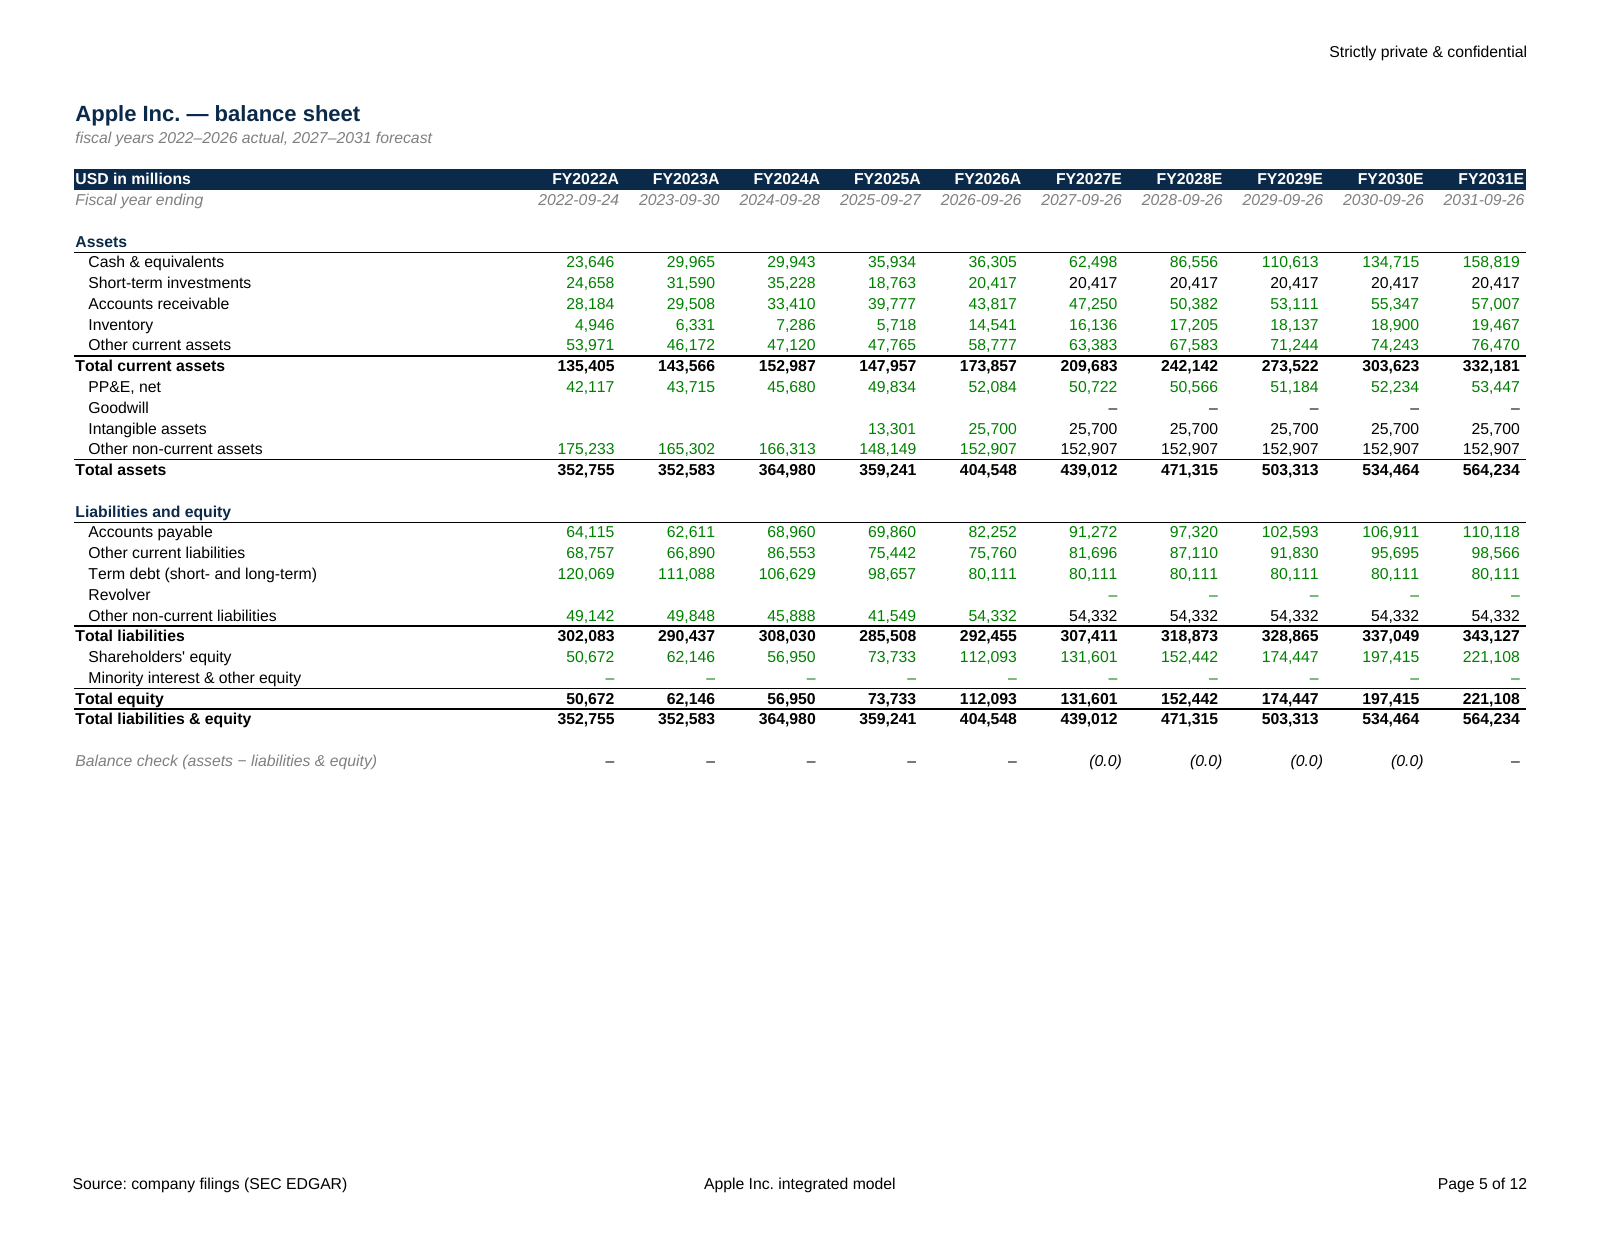 Strictly private & confidential
Apple Inc. — balance sheet
fiscal years 2022–2026 actual, 2027–2031 forecast
USD in millions FY2022A FY2023A FY2024A FY2025A FY2026A FY2027E FY2028E FY2029E FY2030E FY2031E
Fiscal year ending 2022-09-24 2023-09-30 2024-09-28 2025-09-27 2026-09-26 2027-09-26 2028-09-26 2029-09-26 2030-09-26 2031-09-26
Assets
Cash & equivalents 23,646 29,965 29,943 35,934 36,305 62,498 86,556 110,613 134,715 158,819
Short-term investments 24,658 31,590 35,228 18,763 20,417 20,417 20,417 20,417 20,417 20,417
Accounts receivable 28,184 29,508 33,410 39,777 43,817 47,250 50,382 53,111 55,347 57,007
Inventory 4,946 6,331 7,286 5,718 14,541 16,136 17,205 18,137 18,900 19,467
Other current assets 53,971 46,172 47,120 47,765 58,777 63,383 67,583 71,244 74,243 76,470
Total current assets 135,405 143,566 152,987 147,957 173,857 209,683 242,142 273,522 303,623 332,181
PP&E, net 42,117 43,715 45,680 49,834 52,084 50,722 50,566 51,184 52,234 53,447
Goodwill – – – – –
Intangible assets 13,301 25,700 25,700 25,700 25,700 25,700 25,700
Other non-current assets 175,233 165,302 166,313 148,149 152,907 152,907 152,907 152,907 152,907 152,907
Total assets 352,755 352,583 364,980 359,241 404,548 439,012 471,315 503,313 534,464 564,234
Liabilities and equity
Accounts payable 64,115 62,611 68,960 69,860 82,252 91,272 97,320 102,593 106,911 110,118
Other current liabilities 68,757 66,890 86,553 75,442 75,760 81,696 87,110 91,830 95,695 98,566
Term debt (short- and long-term) 120,069 111,088 106,629 98,657 80,111 80,111 80,111 80,111 80,111 80,111
Revolver – – – – –
Other non-current liabilities 49,142 49,848 45,888 41,549 54,332 54,332 54,332 54,332 54,332 54,332
Total liabilities 302,083 290,437 308,030 285,508 292,455 307,411 318,873 328,865 337,049 343,127
Shareholders' equity 50,672 62,146 56,950 73,733 112,093 131,601 152,442 174,447 197,415 221,108
Minority interest & other equity – – – – – – – – – –
Total equity 50,672 62,146 56,950 73,733 112,093 131,601 152,442 174,447 197,415 221,108
Total liabilities & equity 352,755 352,583 364,980 359,241 404,548 439,012 471,315 503,313 534,464 564,234
Balance check (assets − liabilities & equity) – – – – – (0.0) (0.0) (0.0) (0.0) –
Source: company filings (SEC EDGAR) Apple Inc. integrated model Page 5 of 12